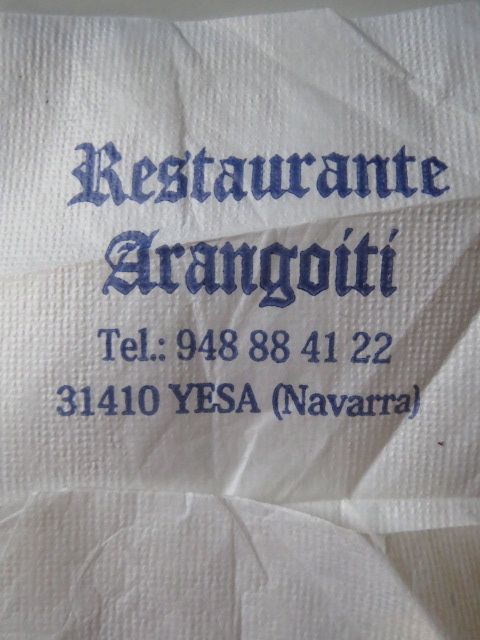 Restaurante
Arangoiti
Tel.: 948 88 41 22
31410 YESA (Navarra)